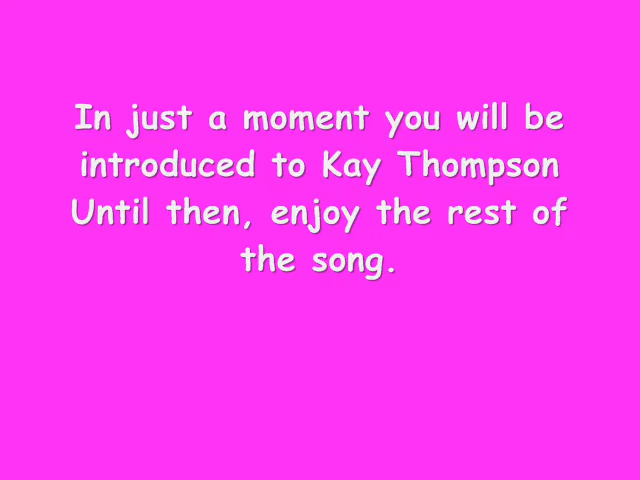 In just a moment you will be
introduced to Kay Thompson
Until then, enjoy the rest of
the song.